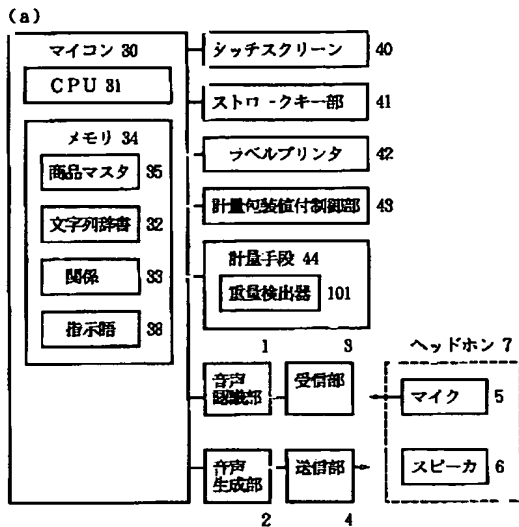 (a)
マイコン 30
CPU 31
メモリ 34
商品マスタ 35
文字列辞書 32
関係 33
指示語 38
シッチスクリーン 40
ストロークキー部 41
ラベルプリンタ 42
計量包装値付制御部 43
計量手段 44
重量検出器 101
1 3
音声認識部 受信部
音声生成部 送信部
2 4
ヘッドホン 7
マイク 5
スピーカ 6